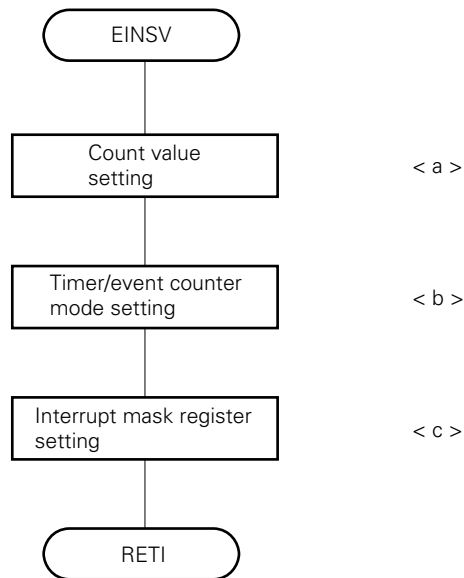 EINSV
Count value
setting
< a >
Timer/event counter
mode setting
< b >
Interrupt mask register
setting
< c >
RETI